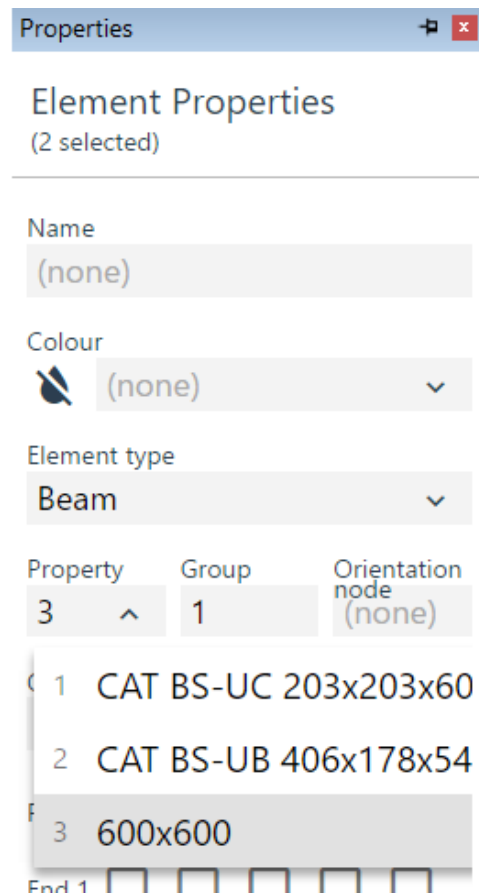 Properties
Element Properties
(2 selected)
Name
(none)
Colour
(none)
Element type
Beam
Property Group Orientation node
3 1 (none)
1 CAT BS-UC 203x203x60
2 CAT BS-UB 406x178x54
3 600x600
End 1